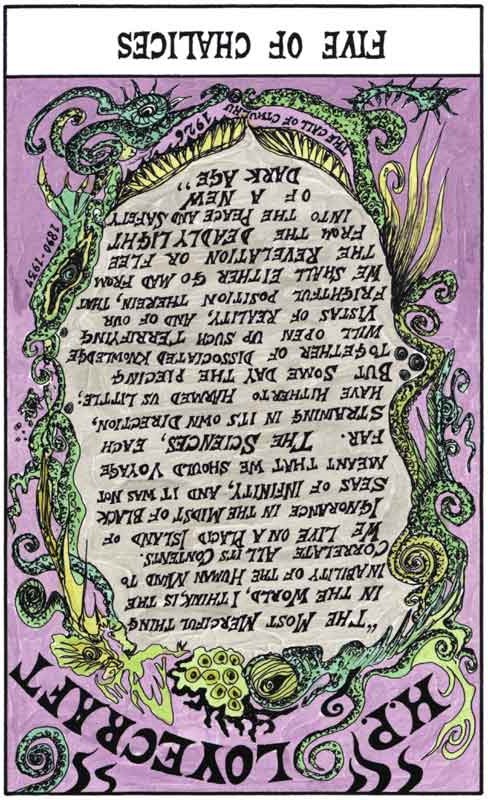 H.P. LOVECRAFT
"THE MOST MERCIFUL THING
IN THE WORLD, I THINK, IS THE
INABILITY OF THE HUMAN MIND TO
CORRELATE ALL ITS CONTENTS.
WE LIVE ON A PLACID ISLAND OF
IGNORANCE IN THE MIDST OF BLACK
SEAS OF INFINITY, AND IT WAS NOT
MEANT THAT WE SHOULD VOYAGE
FAR. THE SCIENCES, EACH
STRAINING IN IT'S OWN DIRECTION,
HAVE HITHERTO HARMED US LITTLE;
BUT SOME DAY THE PIECING
TOGETHER OF DISSOCIATED KNOWLEDGE
WILL OPEN UP SUCH TERRIFYING
VISTAS OF REALITY, AND OF OUR
FRIGHTFUL POSITION THEREIN, THAT
WE SHALL EITHER GO MAD FROM
THE REVELATION OR FLEE
FROM THE DEADLY LIGHT
INTO THE PEACE AND SAFETY
OF A NEW
DARK AGE"
1890-1937
THE CALL OF CTHULHU 1926
FIVE OF CHALICES